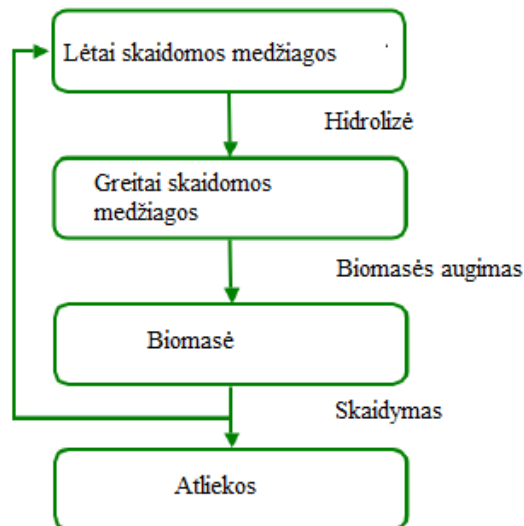 Lėtai skaidomos medžiagos
Hidrolizė
Greitai skaidomos
medžiagos
Biomasės augimas
Biomasė
Skaidymas
Atliekos